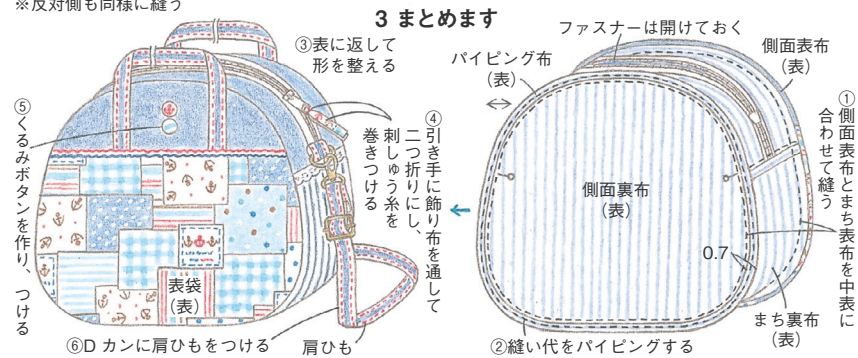 ※反対側も同様に縫う
3 まとめます
③表に返して
形を整える
⑤くるみボタンを作り、つける
④引き手に飾り布を通して
二つ折りにし、
刺しゅう糸を
巻きつける
表袋
(表)
⑥Dカンに肩ひもをつける
肩ひも
ファスナーは開けておく
パイピング布
(表)
側面表布
(表)
①側面表布とまち表布を中表に
合わせて縫う
側面裏布
(表)
0.7
まち裏布
(表)
②縫い代をパイピングする